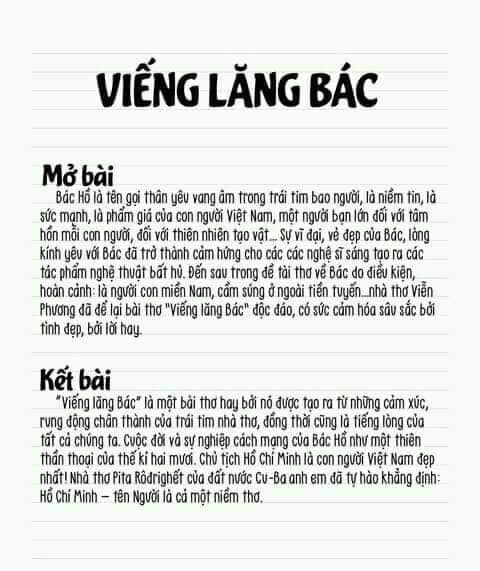 VIẾNG LĂNG BÁC
Mở bài
Bác Hồ là tên gọi thân yêu vang âm trong trái tim bao người, là niềm tin, là
sức mạnh, là phẩm giá của con người Việt Nam, một người bạn lớn đối với tâm
hồn mỗi con người, đối với thiên nhiên tạo vật... Sự vĩ đại, vẻ đẹp của Bác, lòng
kính yêu với Bác đã trở thành cảm hứng cho các các nghệ sĩ sáng tạo ra các
tác phẩm nghệ thuật bất hủ. Đến sau trong đề tài thơ về Bác do điều kiện,
hoàn cảnh: là người con miền Nam, cầm súng ở ngoài tiền tuyến...nhà thơ Viễn
Phương đã để lại bài thơ "Viếng lăng Bác" độc đáo, có sức cảm hóa sâu sắc bởi
tình đẹp, bởi lời hay.
Kết bài
"Viếng lăng Bác" là một bài thơ hay bởi nó được tạo ra từ những cảm xúc,
rung động chân thành của trái tim nhà thơ, đồng thời cũng là tiếng lòng của
tất cả chúng ta. Cuộc đời và sự nghiệp cách mạng của Bác Hồ như một thiên
thần thoại của thế kỉ hai mươi. Chủ tịch Hồ Chí Minh là con người Việt Nam đẹp
nhất! Nhà thơ Pita Rôđrighết của đất nước Cu-Ba anh em đã tự hào khẳng định:
Hồ Chí Minh – tên Người là cả một niềm thơ.